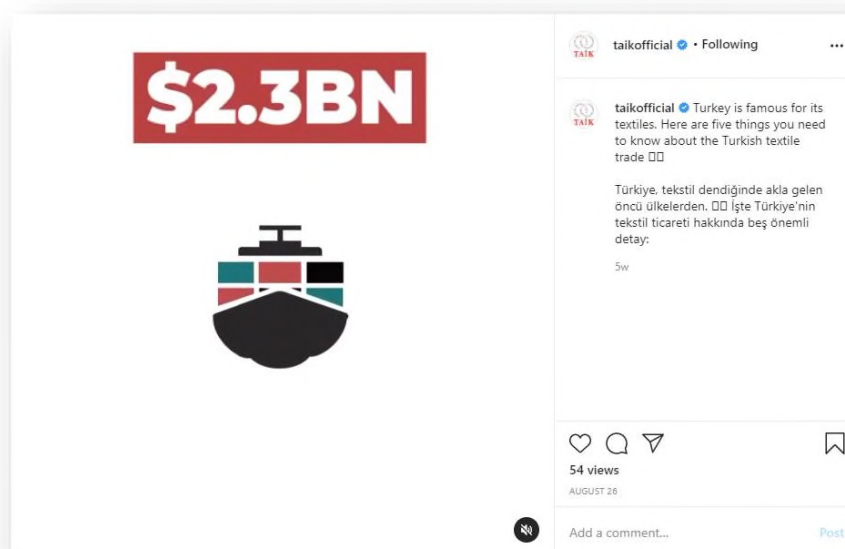 $2.3BN
TAİK
taikofficial • Following
TAİK
taikofficial Turkey is famous for its
textiles. Here are five things you need
to know about the Turkish textile
trade
Türkiye, tekstil dendiğinde akla gelen
öncü ülkelerden. İşte Türkiye'nin
tekstil ticareti hakkında beş önemli
detay:
5w
54 views
AUGUST 26
Add a comment...
Post